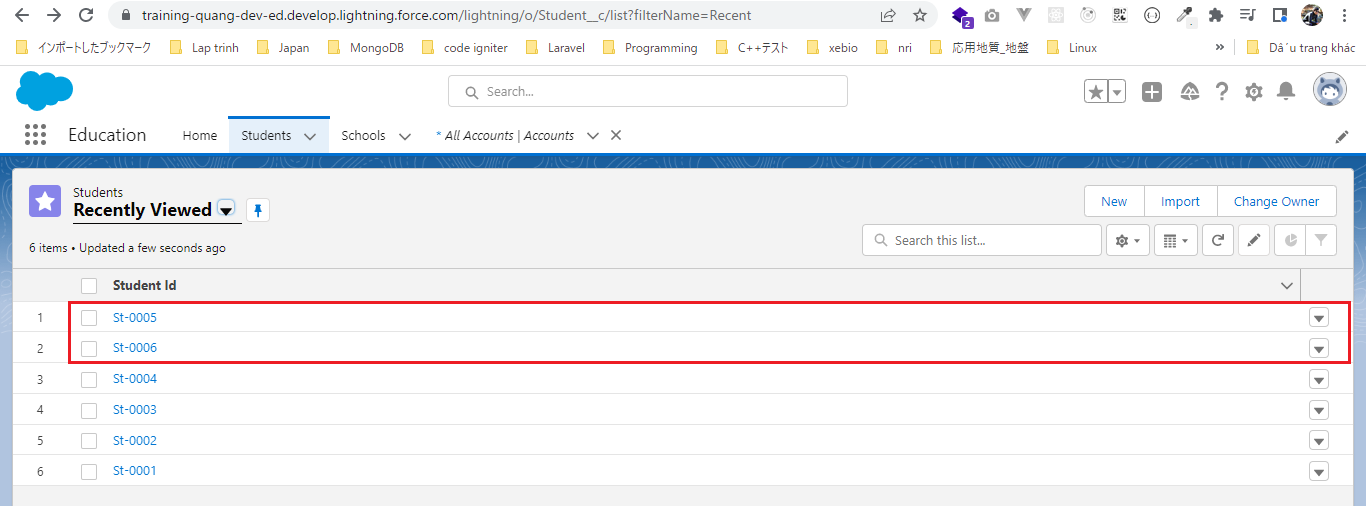 training-quang-dev-ed.develop.lightning.force.com/lightning/o/Student__c/list?filterName=Recent
2
インポートしたブックマーク Lap trinh Japan MongoDB code igniter Laravel Programming C++テスト xebio nri 応用地質_地盤 Linux » Dấu trang khác
Search...
Education Home Students Schools * All Accounts | Accounts
Students
Recently Viewed
New Import Change Owner
6 items • Updated a few seconds ago
Search this list...
Student Id
1 St-0005
2 St-0006
3 St-0004
4 St-0003
5 St-0002
6 St-0001